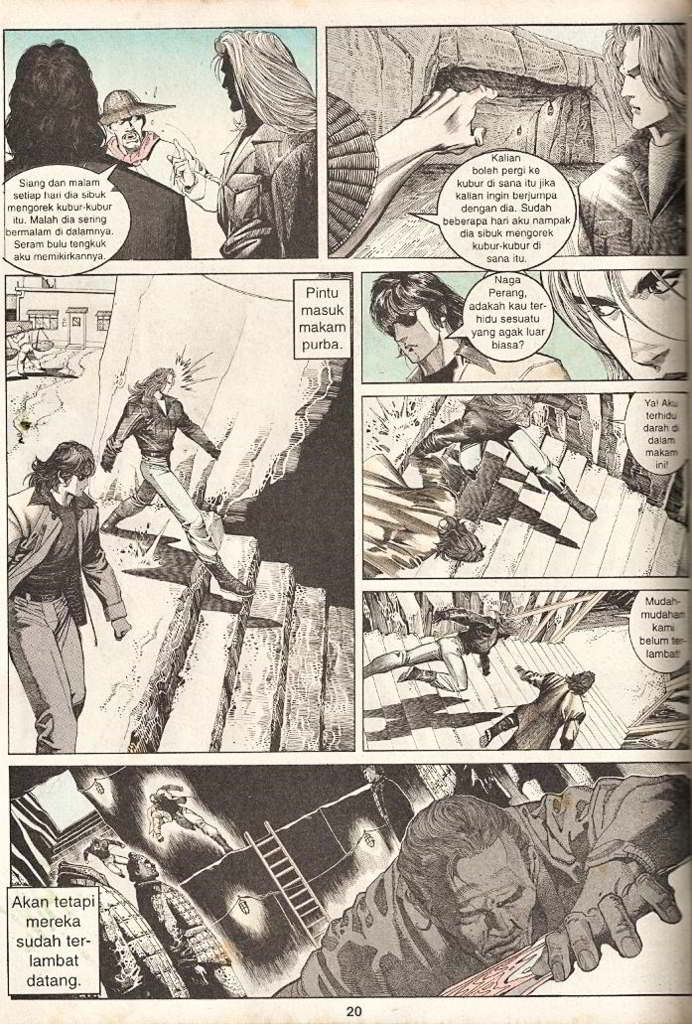 Siang dan malam
setiap hari dia sibuk
mengorek kubur-kubur
itu. Malah dia sering
bermalam di dalamnya.
Seram bulu tengkuk
aku memikirkannya.
Kalian
boleh pergi ke
kubur di sana itu jika
kalian ingin berjumpa
dengan dia. Sudah
beberapa hari aku nampak
dia sibuk mengorek
kubur-kubur di
sana itu.
Pintu
masuk
makam
purba.
Naga
Perang,
adakah kau ter-
hidu sesuatu
yang agak luar
biasa?
Ya! Aku
terhidu
darah di
dalam
makam
ini!
Mudah-
mudahan
kami
belum ter-
lambat!
Akan tetapi
mereka
sudah ter-
lambat
datang.
20